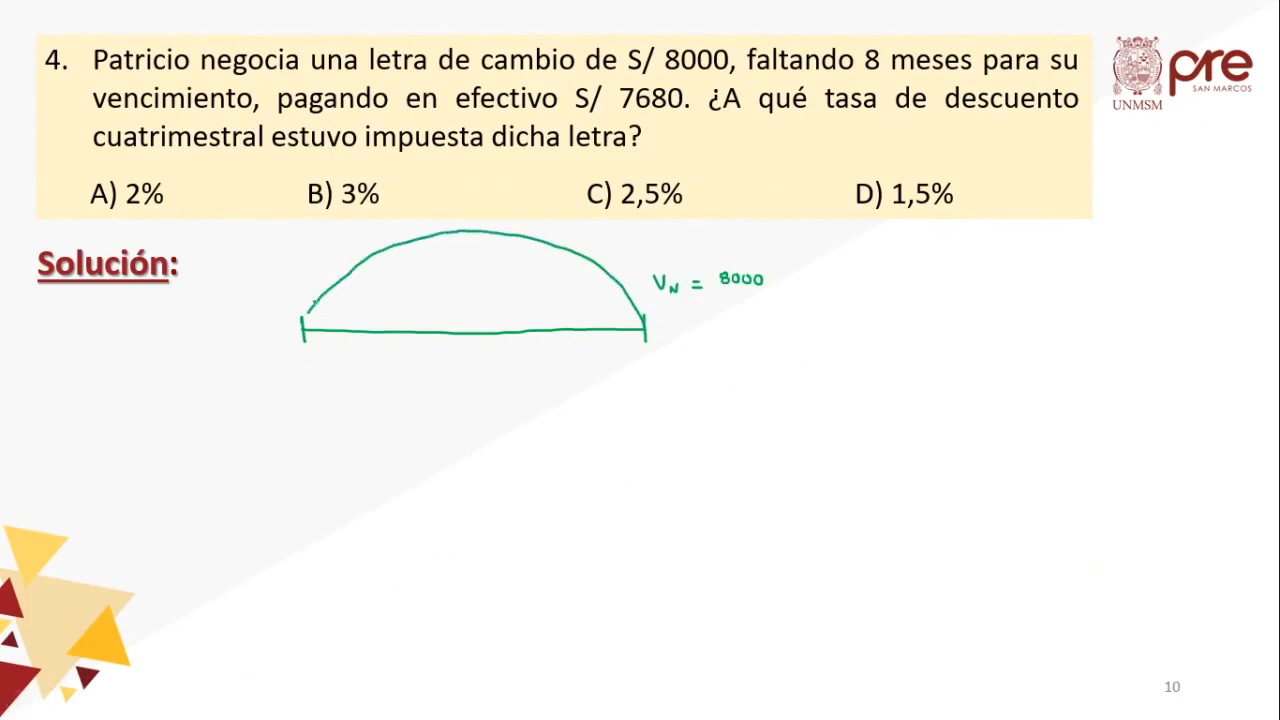 4. Patricio negocia una letra de cambio de S/ 8000, faltando 8 meses para su
vencimiento, pagando en efectivo S/ 7680. ¿A qué tasa de descuento
cuatrimestral estuvo impuesta dicha letra?
A) 2% B) 3% C) 2,5% D) 1,5%
UNMSM
pre
SAN MARCOS
Solución:
V_N = 8000
10